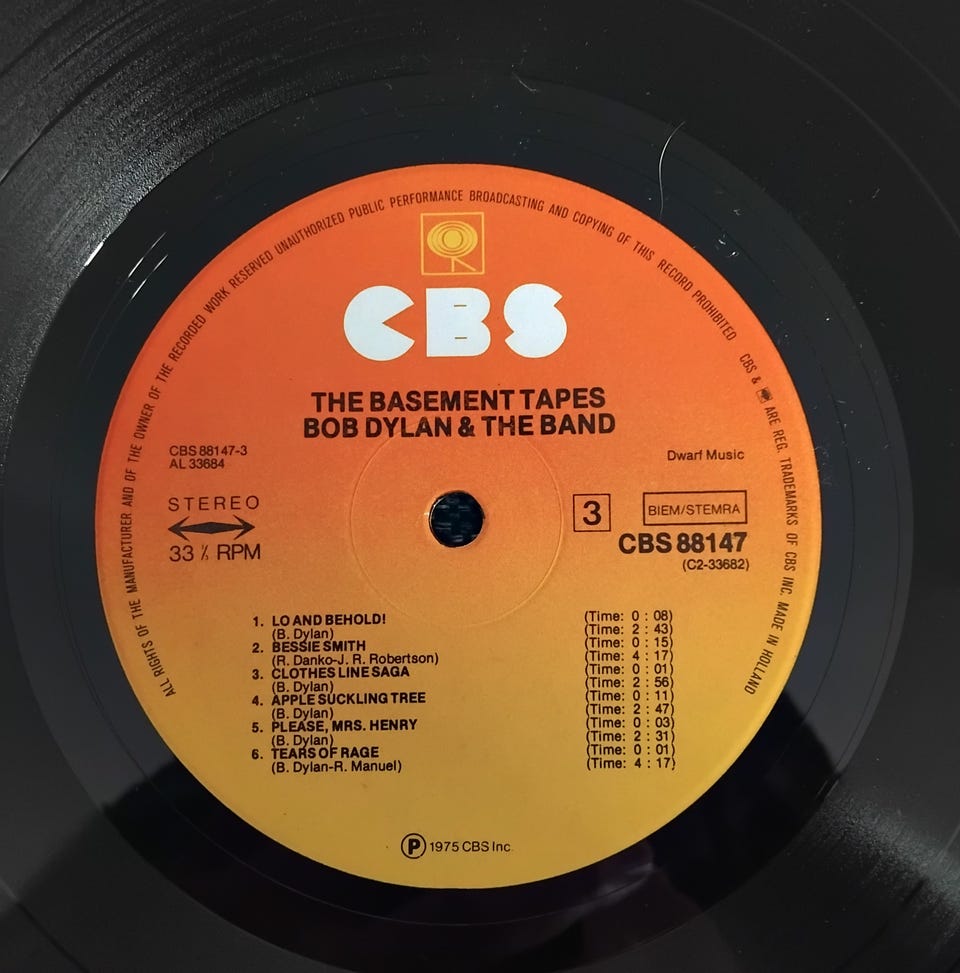 ALL RIGHTS OF THE MANUFACTURER AND OF THE OWNER OF THE RECORDED WORK RESERVED UNAUTHORIZED PUBLIC PERFORMANCE BROADCASTING AND COPYING OF THIS RECORD PROHIBITED CBS & ARE REG. TRADEMARKS OF CBS INC. MADE IN HOLLAND
CBS
THE BASEMENT TAPES
BOB DYLAN & THE BAND
CBS 88147-3
AL 33684
Dwarf Music
STEREO
33 ⅓ RPM
3
BIEM/STEMRA
CBS 88147
(C2-33682)
1. LO AND BEHOLD! (Time: 0 : 08)
(B. Dylan) (Time: 2 : 43)
2. BESSIE SMITH (Time: 0 : 15)
(R. Danko-J. R. Robertson) (Time: 4 : 17)
3. CLOTHES LINE SAGA (Time: 0 : 01)
(B. Dylan) (Time: 2 : 56)
4. APPLE SUCKLING TREE (Time: 0 : 11)
(B. Dylan) (Time: 2 : 47)
5. PLEASE, MRS. HENRY (Time: 0 : 03)
(B. Dylan) (Time: 2 : 31)
6. TEARS OF RAGE (Time: 0 : 01)
(B. Dylan-R. Manuel) (Time: 4 : 17)
℗ 1975 CBS Inc.